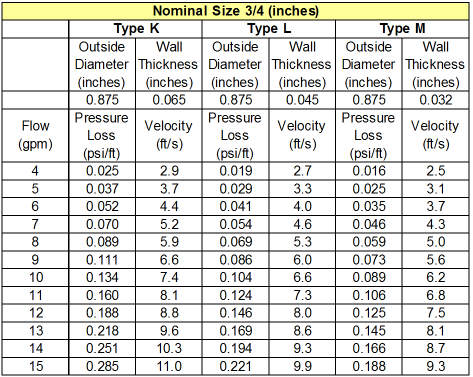 Nominal Size 3/4 (inches)
Type K Type L Type M
Outside Diameter (inches) Wall Thickness (inches) Outside Diameter (inches) Wall Thickness (inches) Outside Diameter (inches) Wall Thickness (inches)
0.875 0.065 0.875 0.045 0.875 0.032
Flow (gpm) Pressure Loss (psi/ft) Velocity (ft/s) Pressure Loss (psi/ft) Velocity (ft/s) Pressure Loss (psi/ft) Velocity (ft/s)
4 0.025 2.9 0.019 2.7 0.016 2.5
5 0.037 3.7 0.029 3.3 0.025 3.1
6 0.052 4.4 0.041 4.0 0.035 3.7
7 0.070 5.2 0.054 4.6 0.046 4.3
8 0.089 5.9 0.069 5.3 0.059 5.0
9 0.111 6.6 0.086 6.0 0.073 5.6
10 0.134 7.4 0.104 6.6 0.089 6.2
11 0.160 8.1 0.124 7.3 0.106 6.8
12 0.188 8.8 0.146 8.0 0.125 7.5
13 0.218 9.6 0.169 8.6 0.145 8.1
14 0.251 10.3 0.194 9.3 0.166 8.7
15 0.285 11.0 0.221 9.9 0.188 9.3